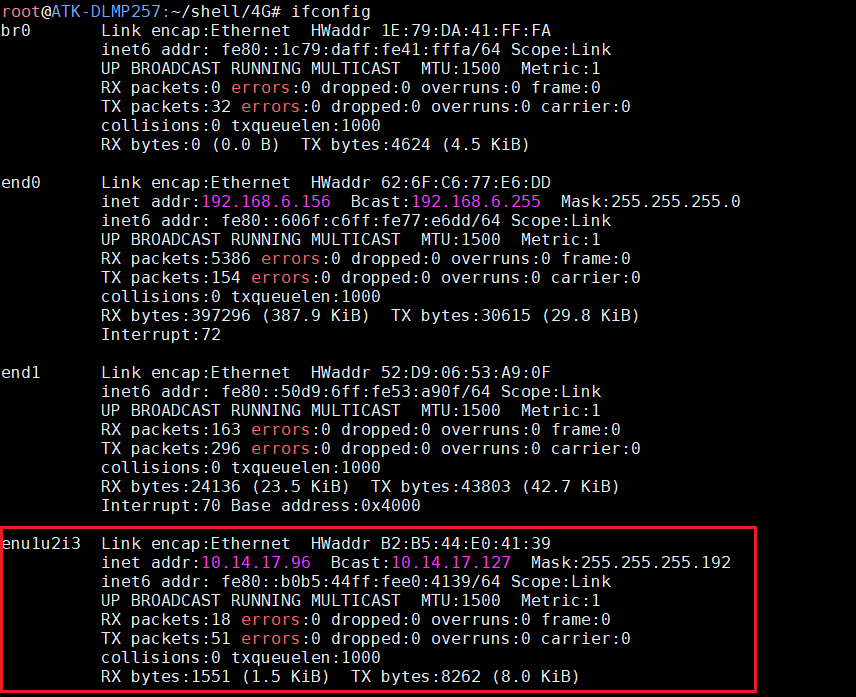 root@ATK-DLMP257:~/shell/4G# ifconfig
br0       Link encap:Ethernet  HWaddr 1E:79:DA:41:FF:FA
          inet6 addr: fe80::1c79:daff:fe41:fffa/64 Scope:Link
          UP BROADCAST RUNNING MULTICAST  MTU:1500  Metric:1
          RX packets:0 errors:0 dropped:0 overruns:0 frame:0
          TX packets:32 errors:0 dropped:0 overruns:0 carrier:0
          collisions:0 txqueuelen:1000
          RX bytes:0 (0.0 B)  TX bytes:4624 (4.5 KiB)

end0      Link encap:Ethernet  HWaddr 62:6F:C6:77:E6:DD
          inet addr:192.168.6.156  Bcast:192.168.6.255  Mask:255.255.255.0
          inet6 addr: fe80::606f:c6ff:fe77:e6dd/64 Scope:Link
          UP BROADCAST RUNNING MULTICAST  MTU:1500  Metric:1
          RX packets:5386 errors:0 dropped:0 overruns:0 frame:0
          TX packets:154 errors:0 dropped:0 overruns:0 carrier:0
          collisions:0 txqueuelen:1000
          RX bytes:397296 (387.9 KiB)  TX bytes:30615 (29.8 KiB)
          Interrupt:72

end1      Link encap:Ethernet  HWaddr 52:D9:06:53:A9:0F
          inet6 addr: fe80::50d9:6ff:fe53:a90f/64 Scope:Link
          UP BROADCAST RUNNING MULTICAST  MTU:1500  Metric:1
          RX packets:163 errors:0 dropped:0 overruns:0 frame:0
          TX packets:296 errors:0 dropped:0 overruns:0 carrier:0
          collisions:0 txqueuelen:1000
          RX bytes:24136 (23.5 KiB)  TX bytes:43803 (42.7 KiB)
          Interrupt:70 Base address:0x4000

enu1u2i3  Link encap:Ethernet  HWaddr B2:B5:44:E0:41:39
          inet addr:10.14.17.96  Bcast:10.14.17.127  Mask:255.255.255.192
          inet6 addr: fe80::b0b5:44ff:fee0:4139/64 Scope:Link
          UP BROADCAST RUNNING MULTICAST  MTU:1500  Metric:1
          RX packets:18 errors:0 dropped:0 overruns:0 frame:0
          TX packets:51 errors:0 dropped:0 overruns:0 carrier:0
          collisions:0 txqueuelen:1000
          RX bytes:1551 (1.5 KiB)  TX bytes:8262 (8.0 KiB)